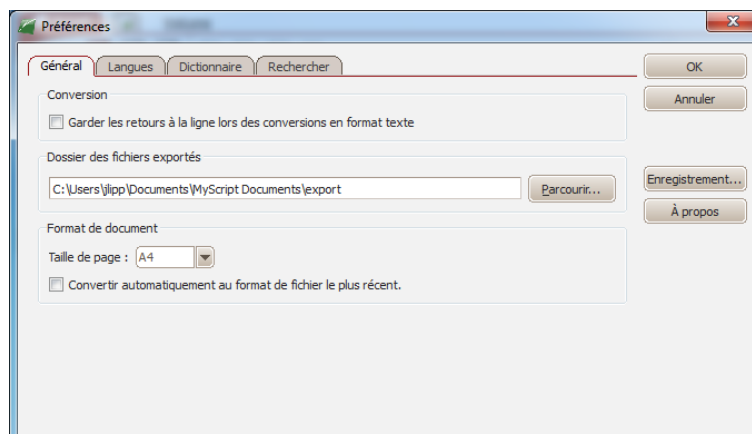 Préférences
Général
Langues
Dictionnaire
Rechercher
OK
Annuler
Enregistrement...
À propos
Conversion
Garder les retours à la ligne lors des conversions en format texte
Dossier des fichiers exportés
C:\Users\jlipp\Documents\MyScript Documents\export
Parcourir...
Format de document
Taille de page : A4
Convertir automatiquement au format de fichier le plus récent.